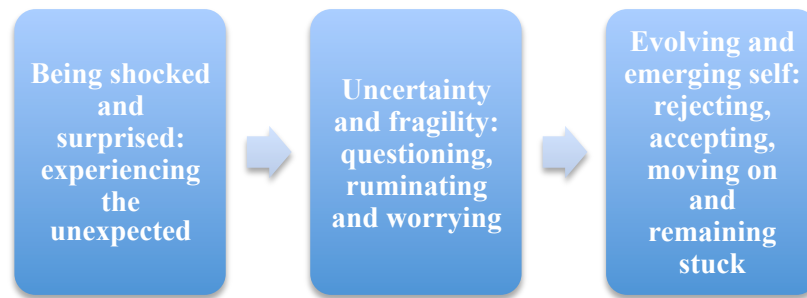 Being shocked
and
surprised:
experiencing
the
unexpected
Uncertainty
and fragility:
questioning,
ruminating
and worrying
Evolving and
emerging self:
rejecting,
accepting,
moving on
and
remaining
stuck